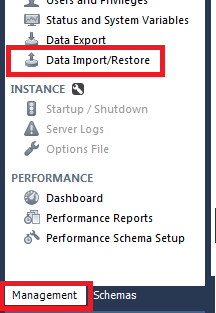 Users and Privileges
Status and System Variables
Data Export
Data Import/Restore
INSTANCE
Startup / Shutdown
Server Logs
Options File
PERFORMANCE
Dashboard
Performance Reports
Performance Schema Setup
Management Schemas